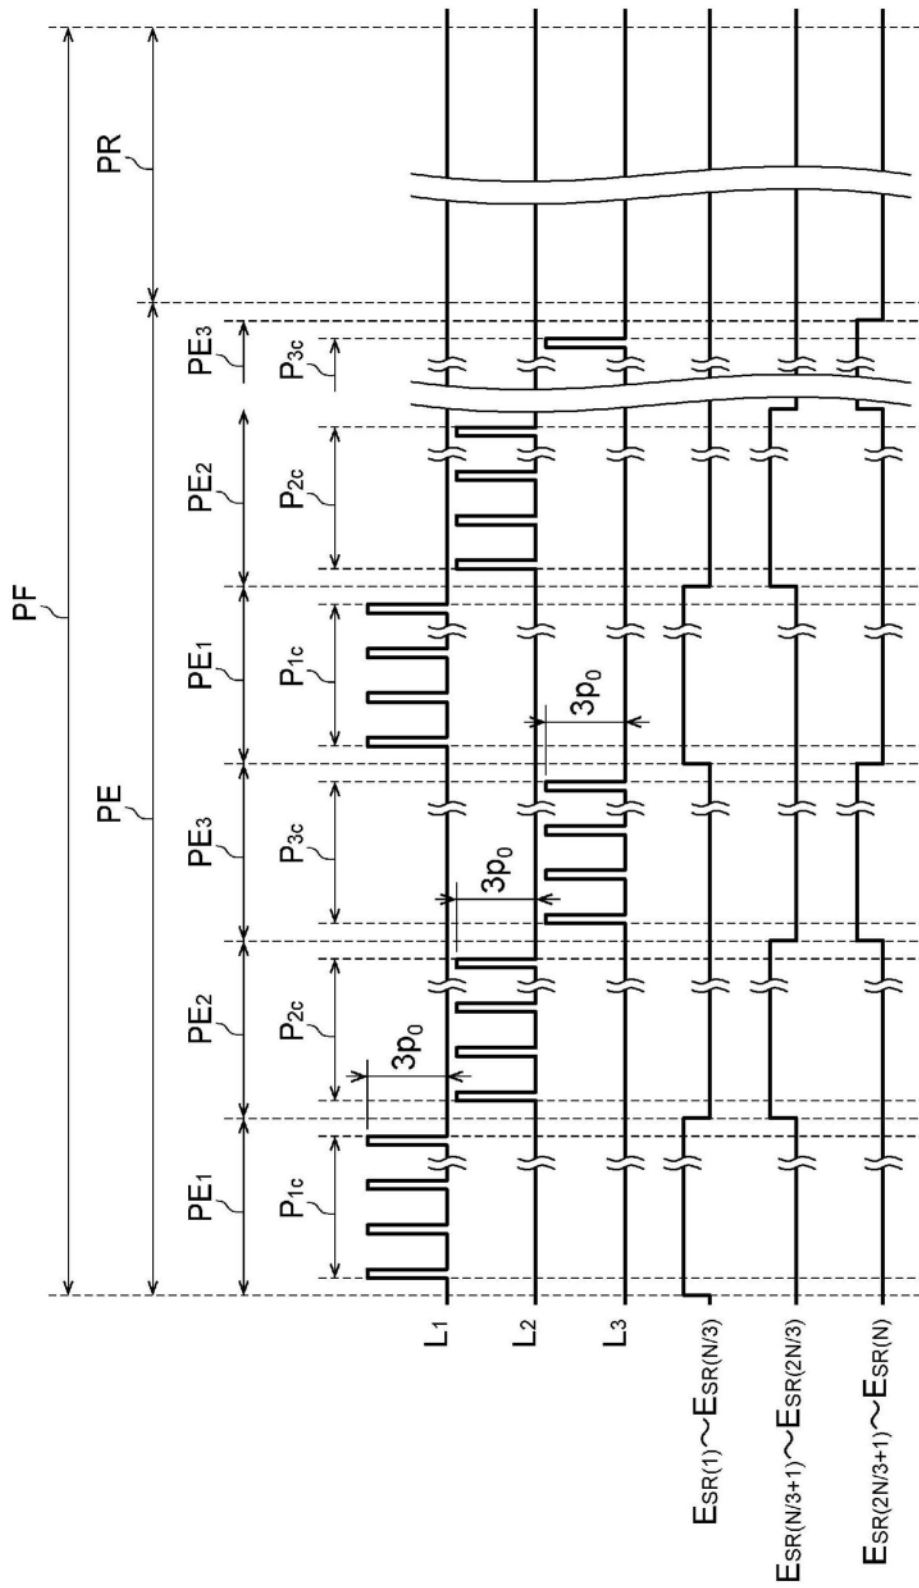 PF
PE PR
PE1 PE2 PE3 PE1 PE2 PE3
P1c P2c P3c P1c P2c P3c
3p0
L1
3p0
L2
3p0
L3
ESR(1)～ESR(N/3)
ESR(N/3+1)～ESR(2N/3)
ESR(2N/3+1)～ESR(N)